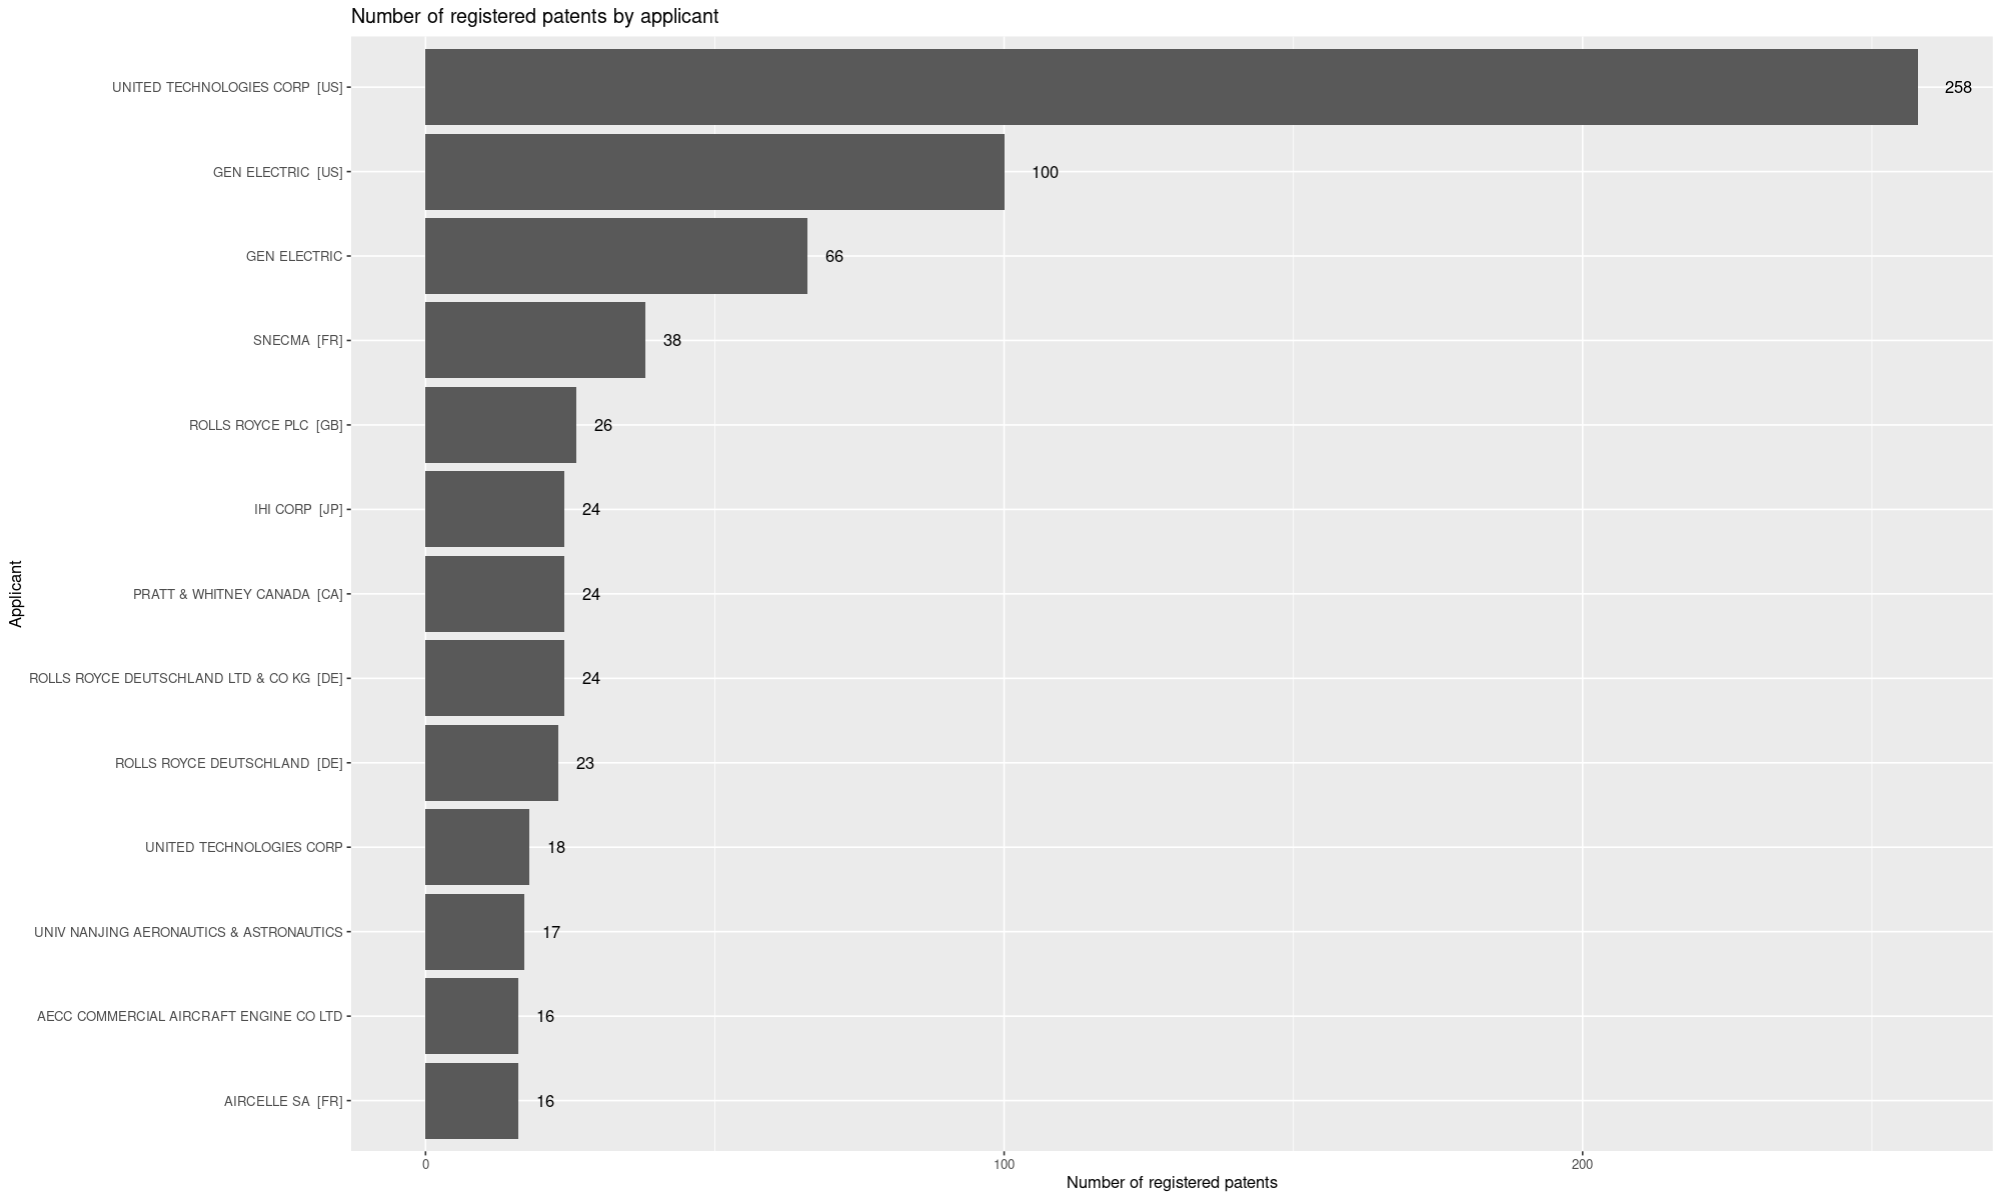 Number of registered patents by applicant
UNITED TECHNOLOGIES CORP [US]
258
GEN ELECTRIC [US]
100
GEN ELECTRIC
66
SNECMA [FR]
38
ROLLS ROYCE PLC [GB]
26
IHI CORP [JP]
24
PRATT & WHITNEY CANADA [CA]
24
ROLLS ROYCE DEUTSCHLAND LTD & CO KG [DE]
24
ROLLS ROYCE DEUTSCHLAND [DE]
23
UNITED TECHNOLOGIES CORP
18
UNIV NANJING AERONAUTICS & ASTRONAUTICS
17
AECC COMMERCIAL AIRCRAFT ENGINE CO LTD
16
AIRCELLE SA [FR]
16
Applicant
0
100
200
Number of registered patents